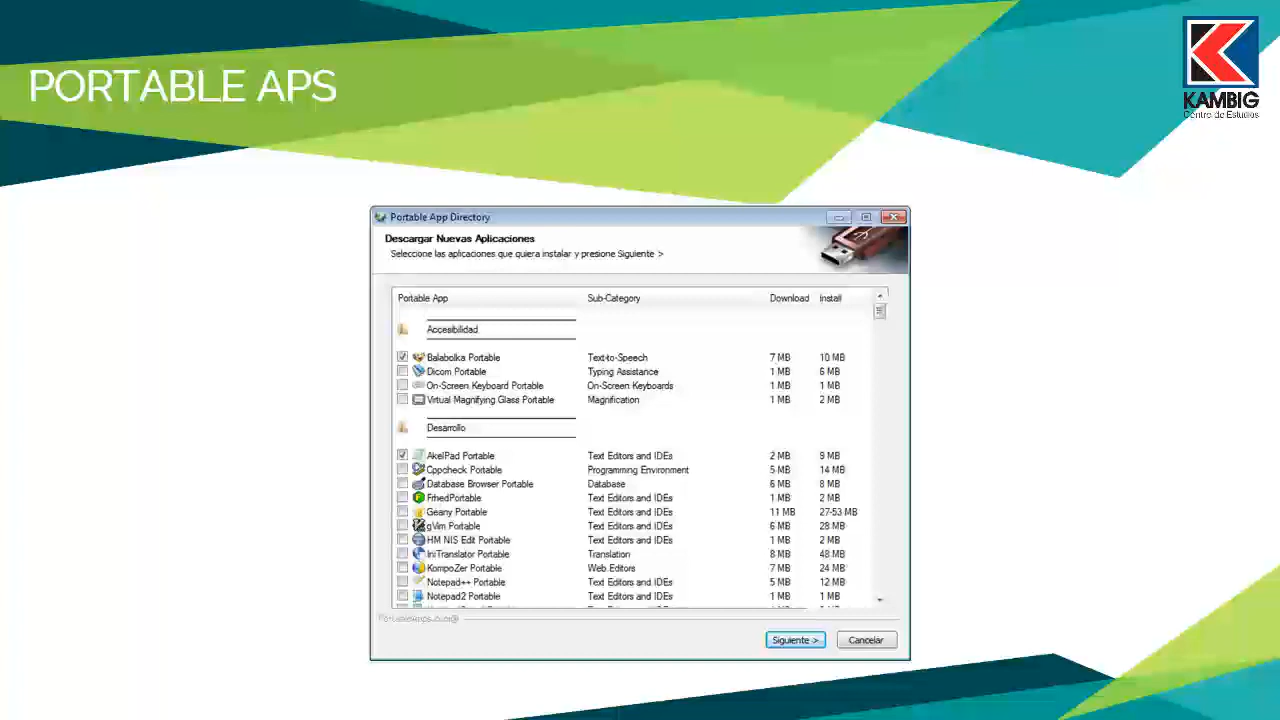 PORTABLE APS
KAMBIG
Centro de Estudios
Portable App Directory
Descargar Nuevas Aplicaciones
Seleccione las aplicaciones que quiera instalar y presione Siguiente >
Portable App Sub-Category Download Install
Accesibilidad
Balabolka Portable Text-to-Speech 7 MB 10 MB
Dicom Portable Typing Assistance 1 MB 6 MB
On-Screen Keyboard Portable On-Screen Keyboards 1 MB 1 MB
Virtual Magnifying Glass Portable Magnification 1 MB 2 MB
Desarrollo
AkelPad Portable Text Editors and IDEs 2 MB 9 MB
Cppcheck Portable Programming Environment 5 MB 14 MB
Database Browser Portable Database 6 MB 8 MB
FrhedPortable Text Editors and IDEs 1 MB 2 MB
Geany Portable Text Editors and IDEs 11 MB 27-53 MB
gVim Portable Text Editors and IDEs 6 MB 28 MB
HM NIS Edit Portable Text Editors and IDEs 1 MB 2 MB
IniTranslator Portable Translation 8 MB 48 MB
KompoZer Portable Web Editors 7 MB 24 MB
Notepad++ Portable Text Editors and IDEs 5 MB 12 MB
Notepad2 Portable Text Editors and IDEs 1 MB 1 MB
Siguiente > Cancelar